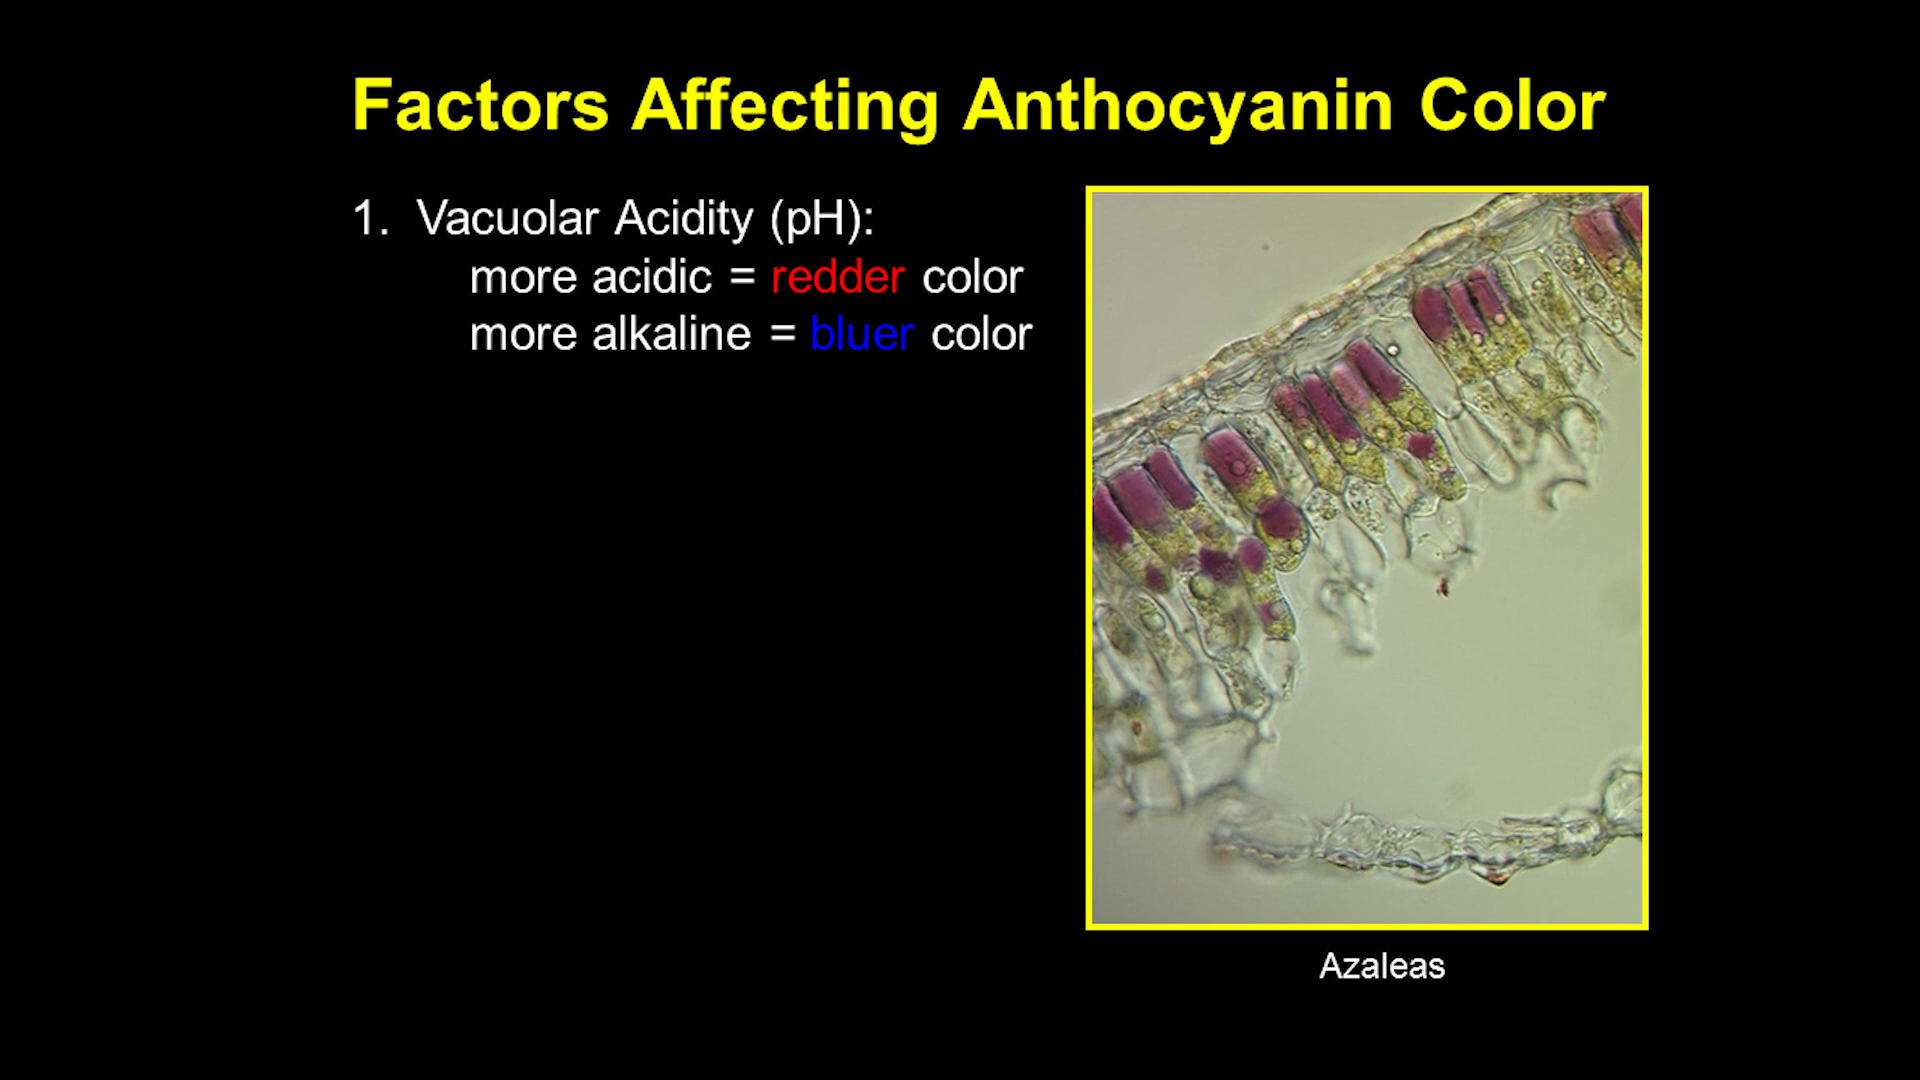 Factors Affecting Anthocyanin Color
1. Vacuolar Acidity (pH):
more acidic = redder color
more alkaline = bluer color
Azaleas